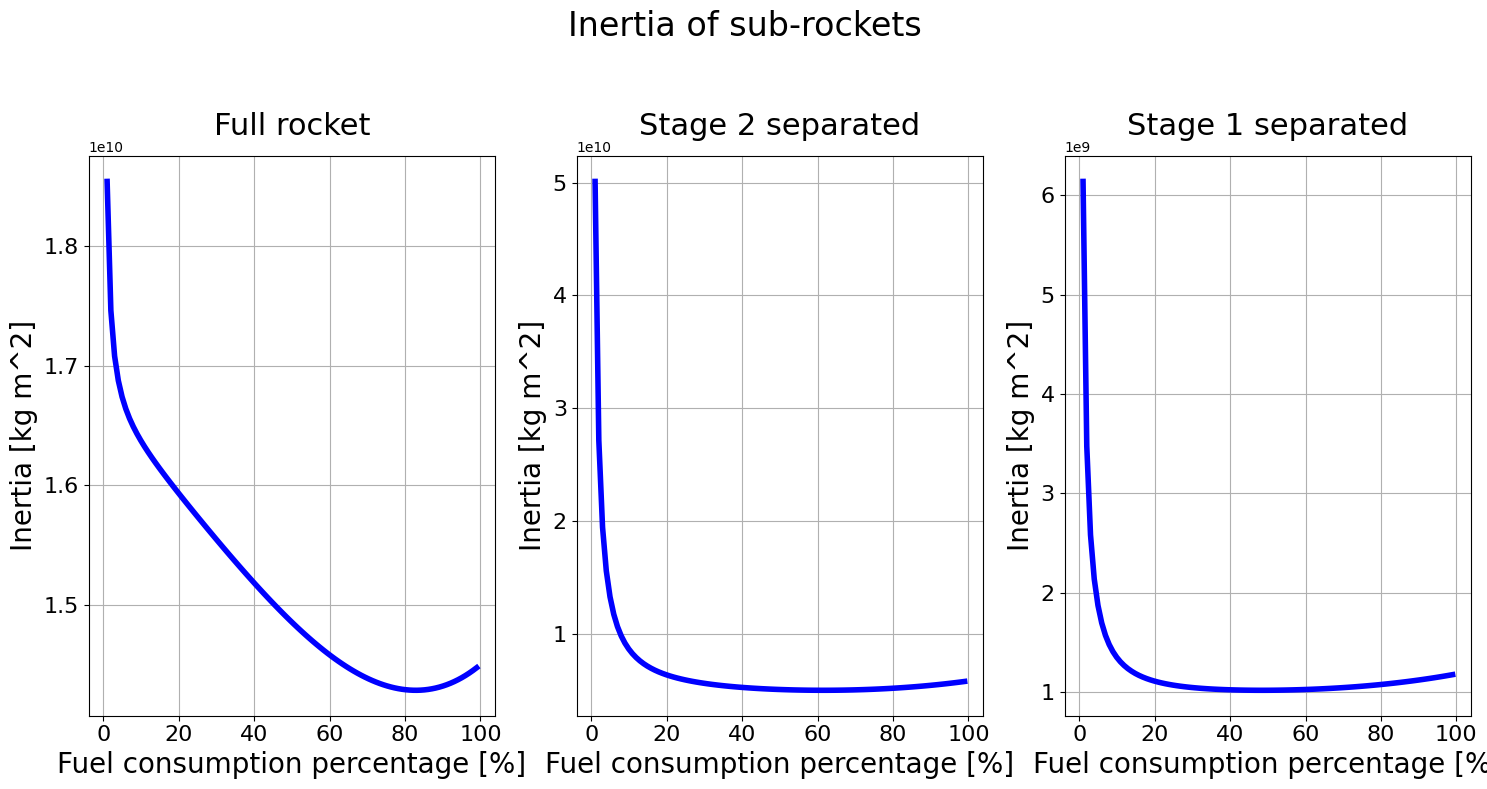 Inertia of sub-rockets
Full rocket
1e10
1.8
1.7
1.6
1.5
0 20 40 60 80 100
Inertia [kg m^2]
Fuel consumption percentage [%]
Stage 2 separated
1e10
5
4
3
2
1
0 20 40 60 80 100
Inertia [kg m^2]
Fuel consumption percentage [%]
Stage 1 separated
1e9
6
5
4
3
2
1
0 20 40 60 80 100
Inertia [kg m^2]
Fuel consumption percentage [%